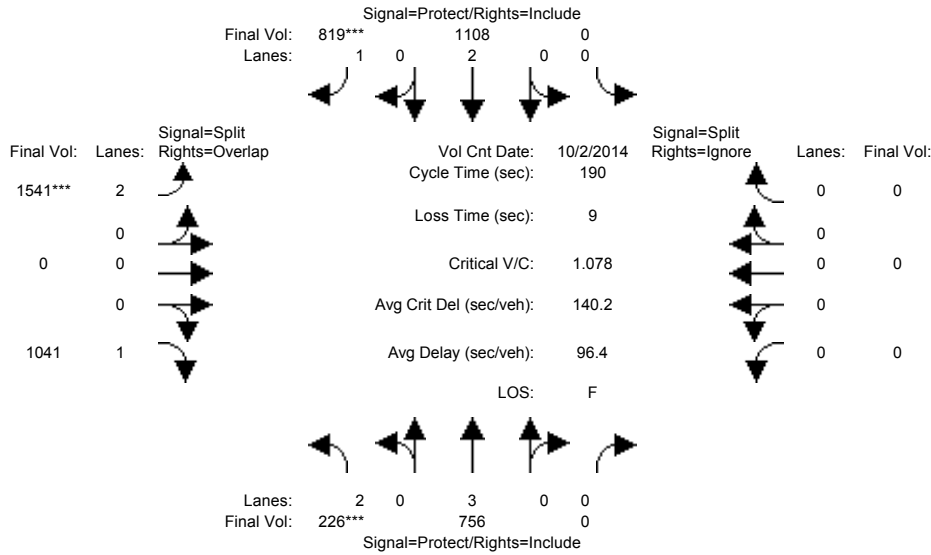 Signal=Protect/Rights=Include
Final Vol: 819*** 1108 0
Lanes: 1 0 2 0 0
Signal=Split Signal=Split
Final Vol: Lanes: Rights=Overlap Vol Cnt Date: 10/2/2014 Rights=Ignore Lanes: Final Vol:
Cycle Time (sec): 190
1541*** 2 0 0
Loss Time (sec): 9
0 0
0 0 Critical V/C: 1.078 0 0
0 Avg Crit Del (sec/veh): 140.2 0
1041 1 Avg Delay (sec/veh): 96.4 0 0
LOS: F
Lanes: 2 0 3 0 0
Final Vol: 226*** 756 0
Signal=Protect/Rights=Include